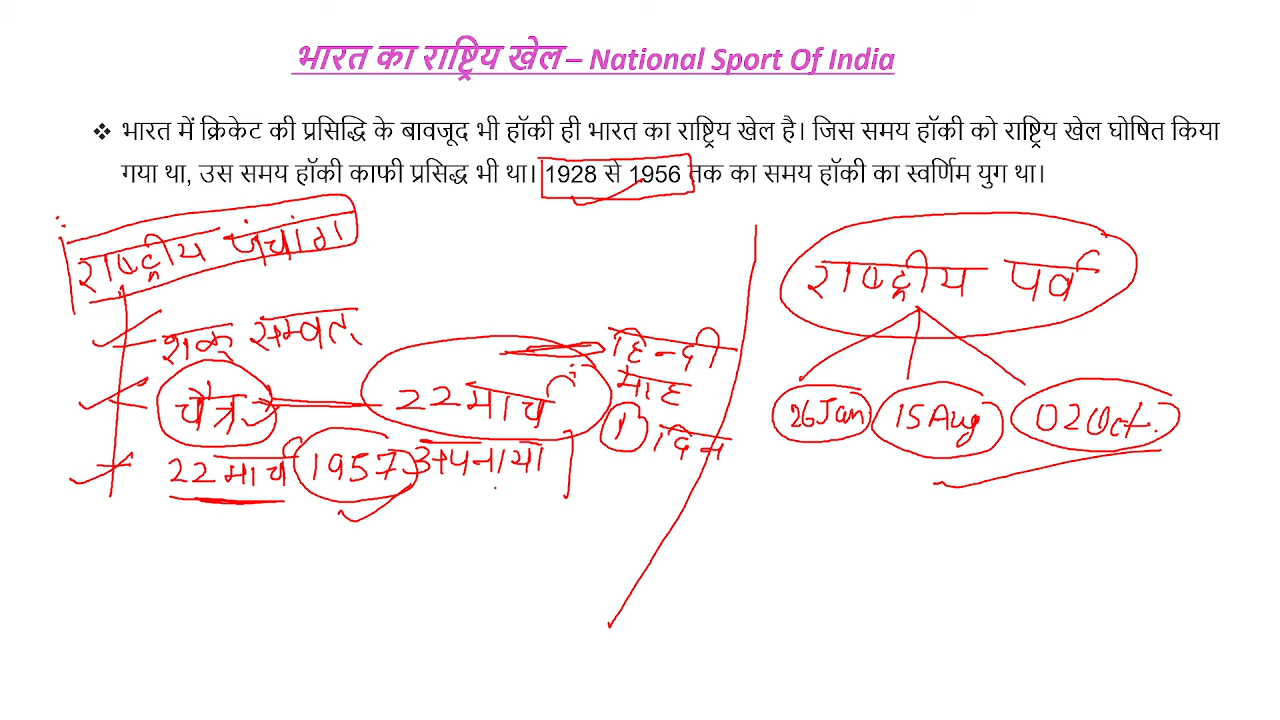 भारत का राष्ट्रिय खेल – National Sport Of India
❖ भारत में क्रिकेट की प्रसिद्धि के बावजूद भी हॉकी ही भारत का राष्ट्रिय खेल है। जिस समय हॉकी को राष्ट्रिय खेल घोषित किया
गया था, उस समय हॉकी काफी प्रसिद्ध भी था। 1928 से 1956 तक का समय हॉकी का स्वर्णिम युग था।
राष्ट्रीय पंचांग
शक सम्वत्
चैत्र 22 मार्च
22 मार्च 1957 अपनाया
हिन्दी
माह
1 दिन
राष्ट्रीय पर्व
26 Jan 15 Aug 02 Oct.